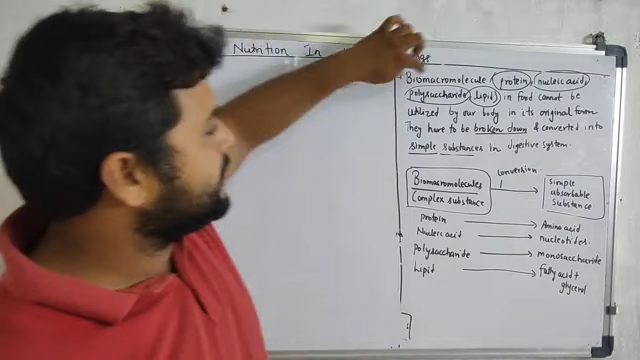 Nutrition In
Biomacromolecule (protein, nucleic acid,
polysaccharide, lipid) in food cannot be
utilized by our body in its original form
They have to be broken down & converted into
simple substances in digestive system.
Conversion
Biomacromolecules
Complex substance
simple
absorbable
substance
protein → Amino acid
Nucleic acid → nucleotides.
polysaccharide → monosaccharide
Lipid → fatty acid +
glycerol